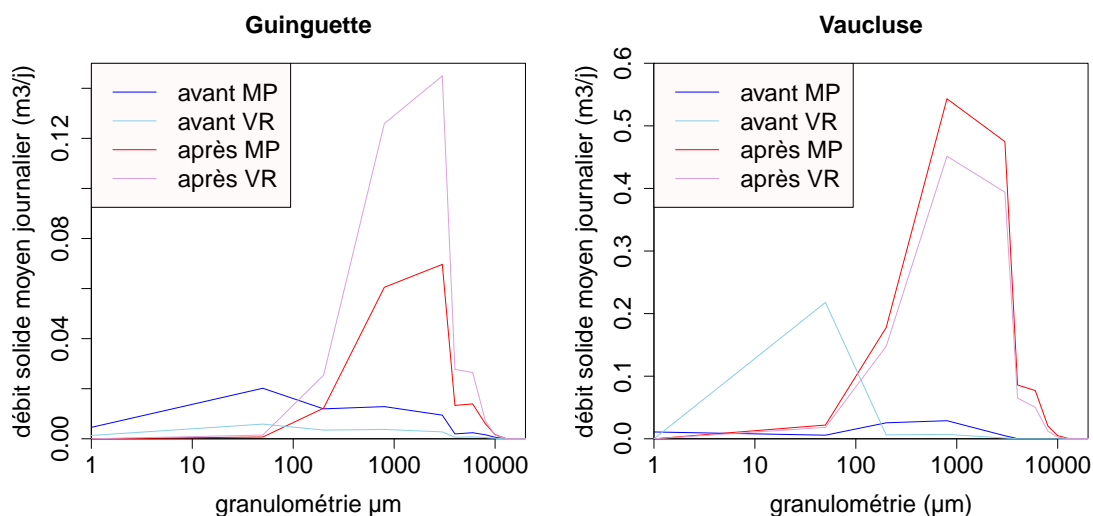 Guinguette
débit solide moyen journalier (m3/j)
0.00
0.04
0.08
0.12
avant MP
avant VR
après MP
après VR
1
10
100
1000
10000
granulométrie µm
Vaucluse
débit solide moyen journalier (m3/j)
0.0
0.1
0.2
0.3
0.4
0.5
0.6
avant MP
avant VR
après MP
après VR
1
10
100
1000
10000
granulométrie (µm)